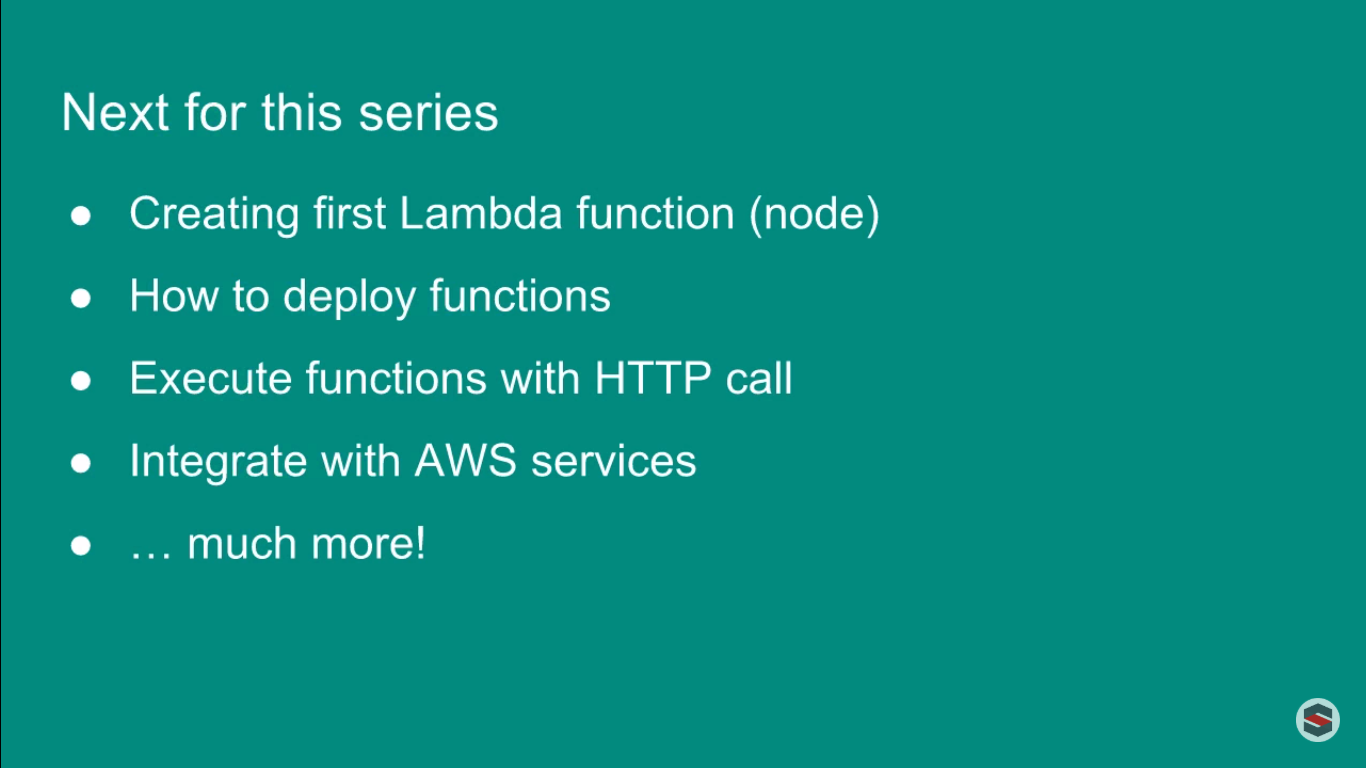 Next for this series
● Creating first Lambda function (node)
● How to deploy functions
● Execute functions with HTTP call
● Integrate with AWS services
● … much more!